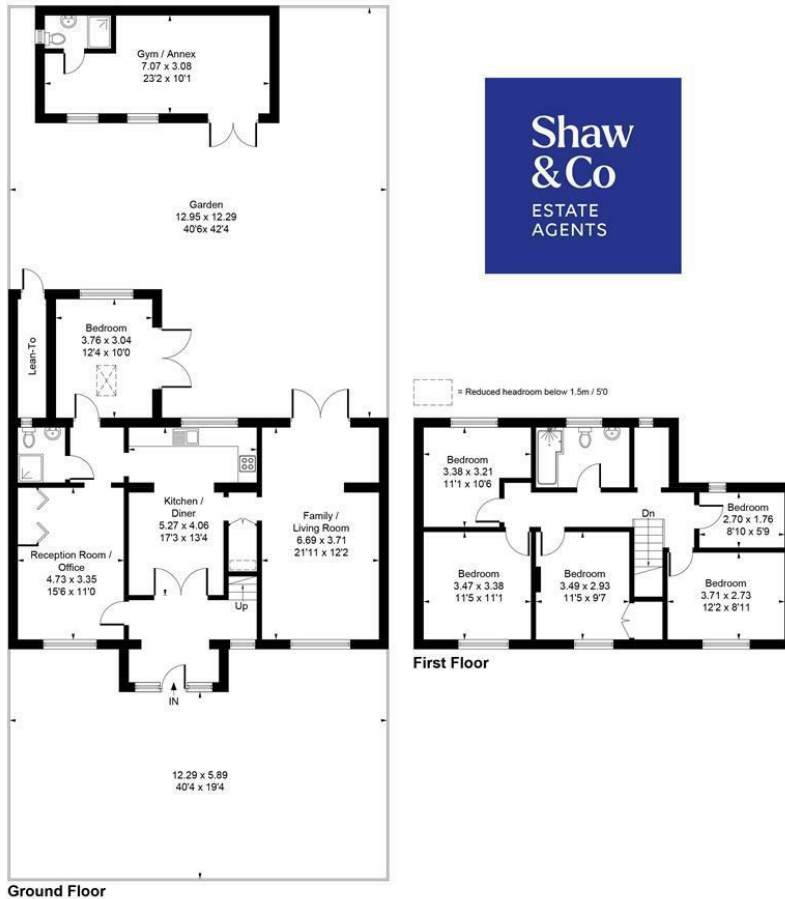 Gym / Annex
7.07 x 3.08
23'2 x 10'1
Shaw
& Co
ESTATE
AGENTS
Garden
12.95 x 12.29
40'6x 42'4
Lean-To
Bedroom
3.76 x 3.04
12'4 x 10'0
= Reduced headroom below 1.5m / 5'0
Kitchen /
Diner
5.27 x 4.06
17'3 x 13'4
Family /
Living Room
6.69 x 3.71
21'11 x 12'2
Reception Room /
Office
4.73 x 3.35
15'6 x 11'0
Up
IN
12.29 x 5.89
40'4 x 19'4
Ground Floor
Bedroom
3.38 x 3.21
11'1 x 10'6
Dn
Bedroom
2.70 x 1.76
8'10 x 5'9
Bedroom
3.47 x 3.38
11'5 x 11'1
Bedroom
3.49 x 2.93
11'5 x 9'7
Bedroom
3.71 x 2.73
12'2 x 8'11
First Floor